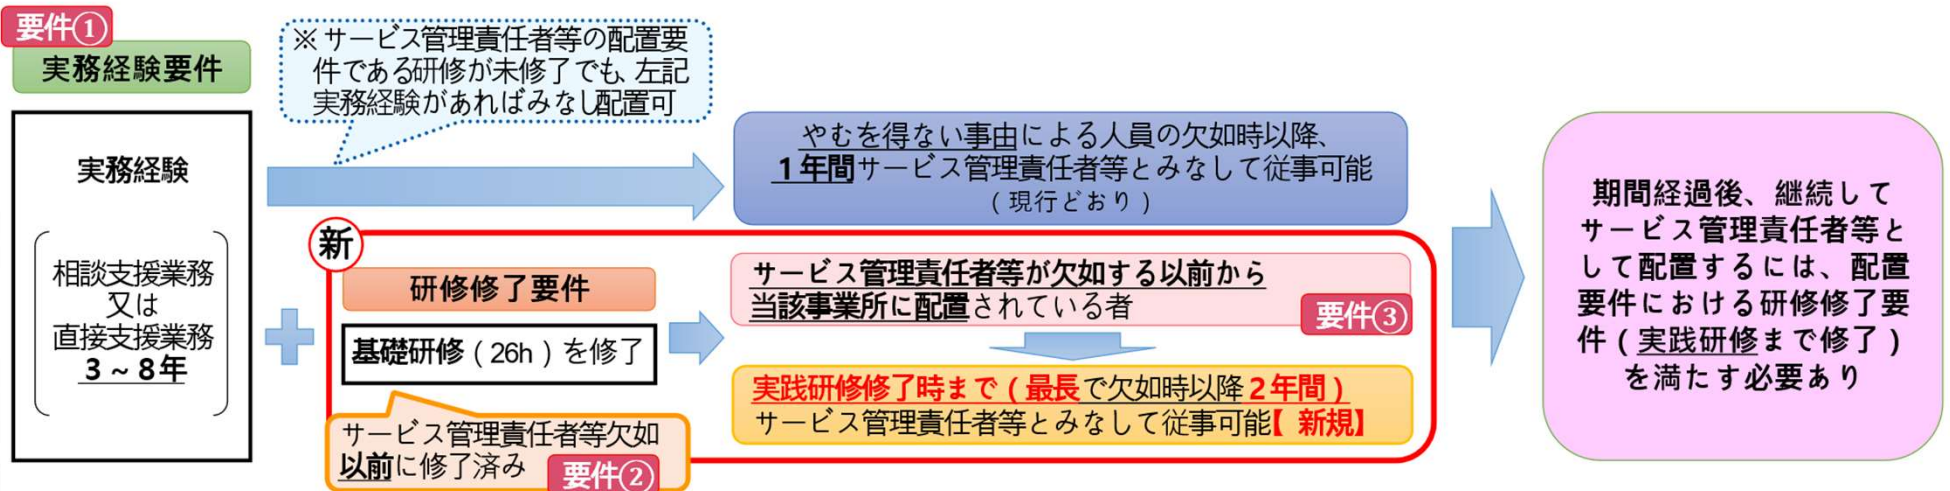 要件①
実務経験要件
実務経験
相談支援業務
又は
直接支援業務
3~8年
※サービス管理責任者等の配置要
件である研修が未修了でも、左記
実務経験があればみなし配置可
やむを得ない事由による人員の欠如時以降、
1年間サービス管理責任者等とみなして従事可能
(現行どおり)
新
研修修了要件
基礎研修(26h)を修了
サービス管理責任者等欠如
以前に修了済み
要件②
サービス管理責任者等が欠如する以前から
当該事業所に配置されている者
要件③
実践研修修了時まで(最長で欠如時以降2年間)
サービス管理責任者等とみなして従事可能【新規】
期間経過後、継続して
サービス管理責任者等と
して配置するには、配置
要件における研修修了要
件(実践研修まで修了)
を満たす必要あり